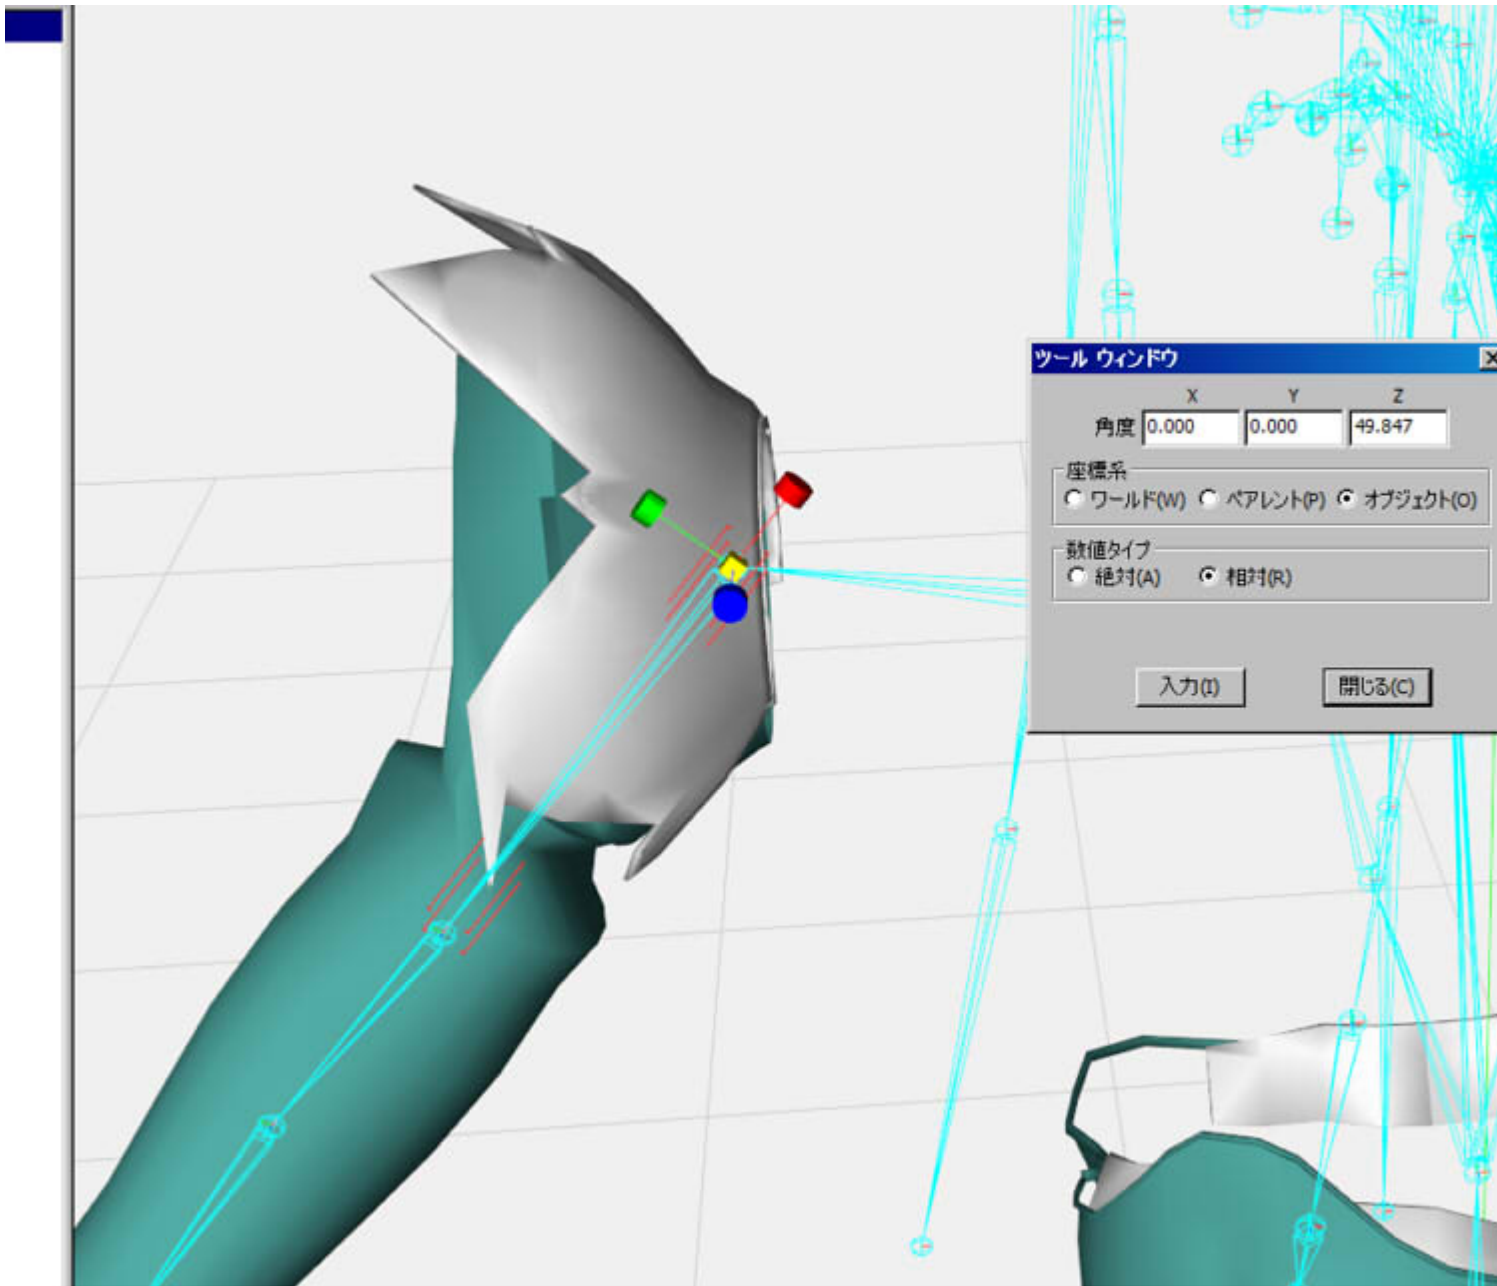 ツール ウィンドウ
X Y Z
角度 0.000 0.000 49.847
座標系
ワールド(W) ペアレント(P) オブジェクト(O)
数値タイプ
絶対(A) 相対(R)
入力(I) 閉じる(C)